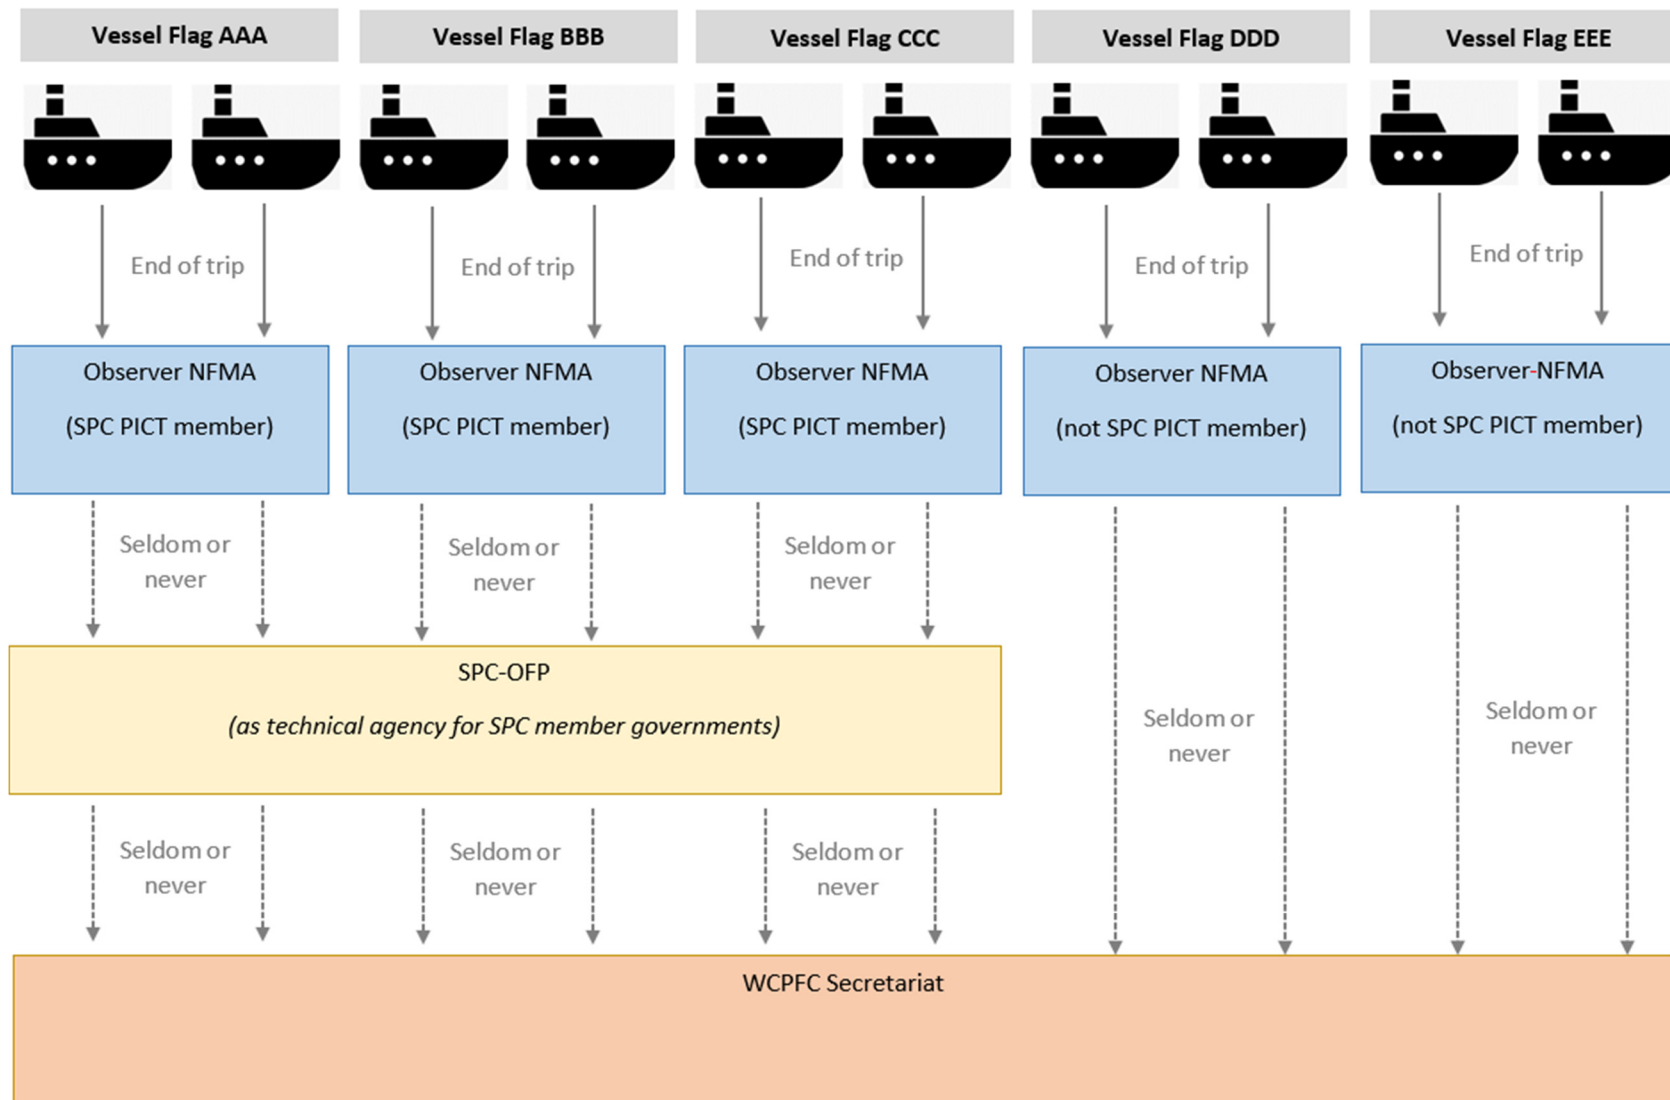 Vessel Flag AAA
Vessel Flag BBB
Vessel Flag CCC
Vessel Flag DDD
Vessel Flag EEE
End of trip
End of trip
End of trip
End of trip
End of trip
Observer NFMA
(SPC PICT member)
Observer NFMA
(SPC PICT member)
Observer NFMA
(SPC PICT member)
Observer NFMA
(not SPC PICT member)
Observer-NFMA
(not SPC PICT member)
Seldom or
never
Seldom or
never
Seldom or
never
SPC-OFP
(as technical agency for SPC member governments)
Seldom or
never
Seldom or
never
Seldom or
never
Seldom or
never
Seldom or
never
WCPFC Secretariat